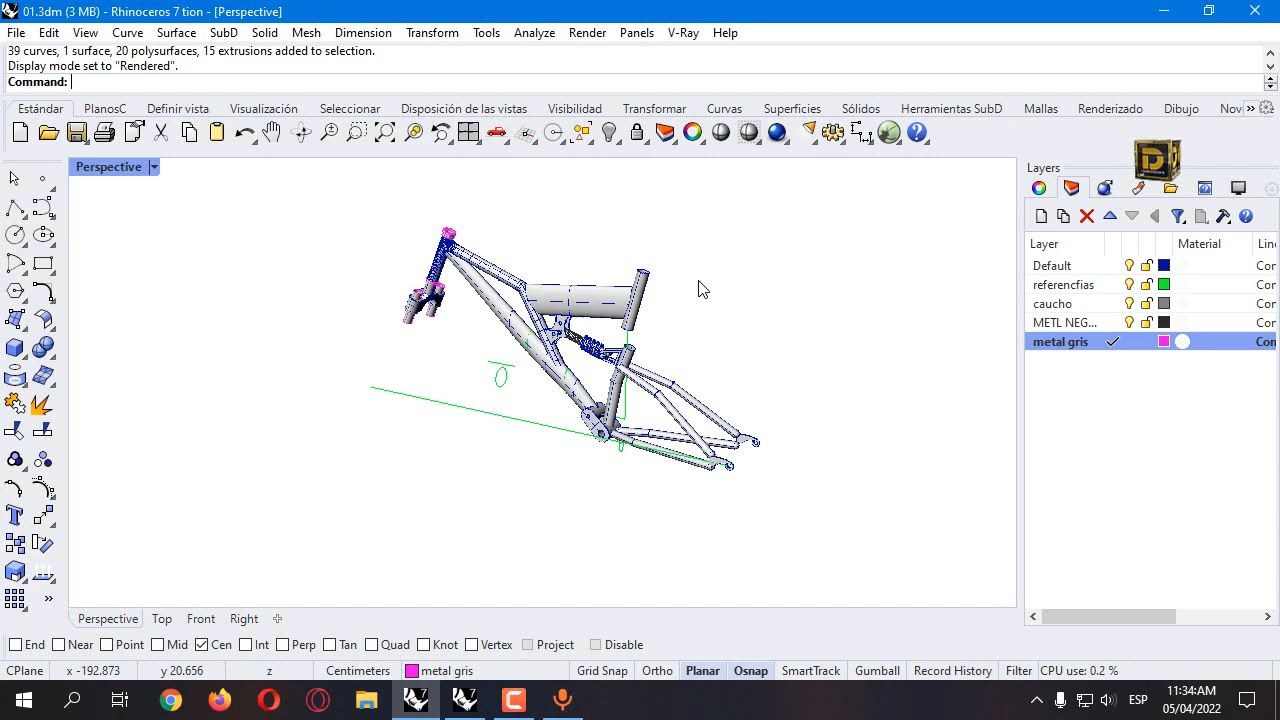 01.3dm (3 MB) - Rhinoceros 7 tion - [Perspective]
File Edit View Curve Surface SubD Solid Mesh Dimension Transform Tools Analyze Render Panels V-Ray Help
39 curves, 1 surface, 20 polysurfaces, 15 extrusions added to selection.
Display mode set to "Rendered".
Command:
Estándar PlanosC Definir vista Visualización Seleccionar Disposición de las vistas Visibilidad Transformar Curvas Superficies Sólidos Herramientas SubD Mallas Renderizado Dibujo Nov
Perspective
Layers
Layer Material Line
Default Con
referencfias Con
caucho Con
METL NEG... Con
metal gris Con
Perspective Top Front Right
End Near Point Mid Cen Int Perp Tan Quad Knot Vertex Project Disable
CPlane x -192.873 y 20.656 z Centimeters metal gris Grid Snap Ortho Planar Osnap SmartTrack Gumball Record History Filter CPU use: 0.2 %
ESP 11:34:AM
05/04/2022